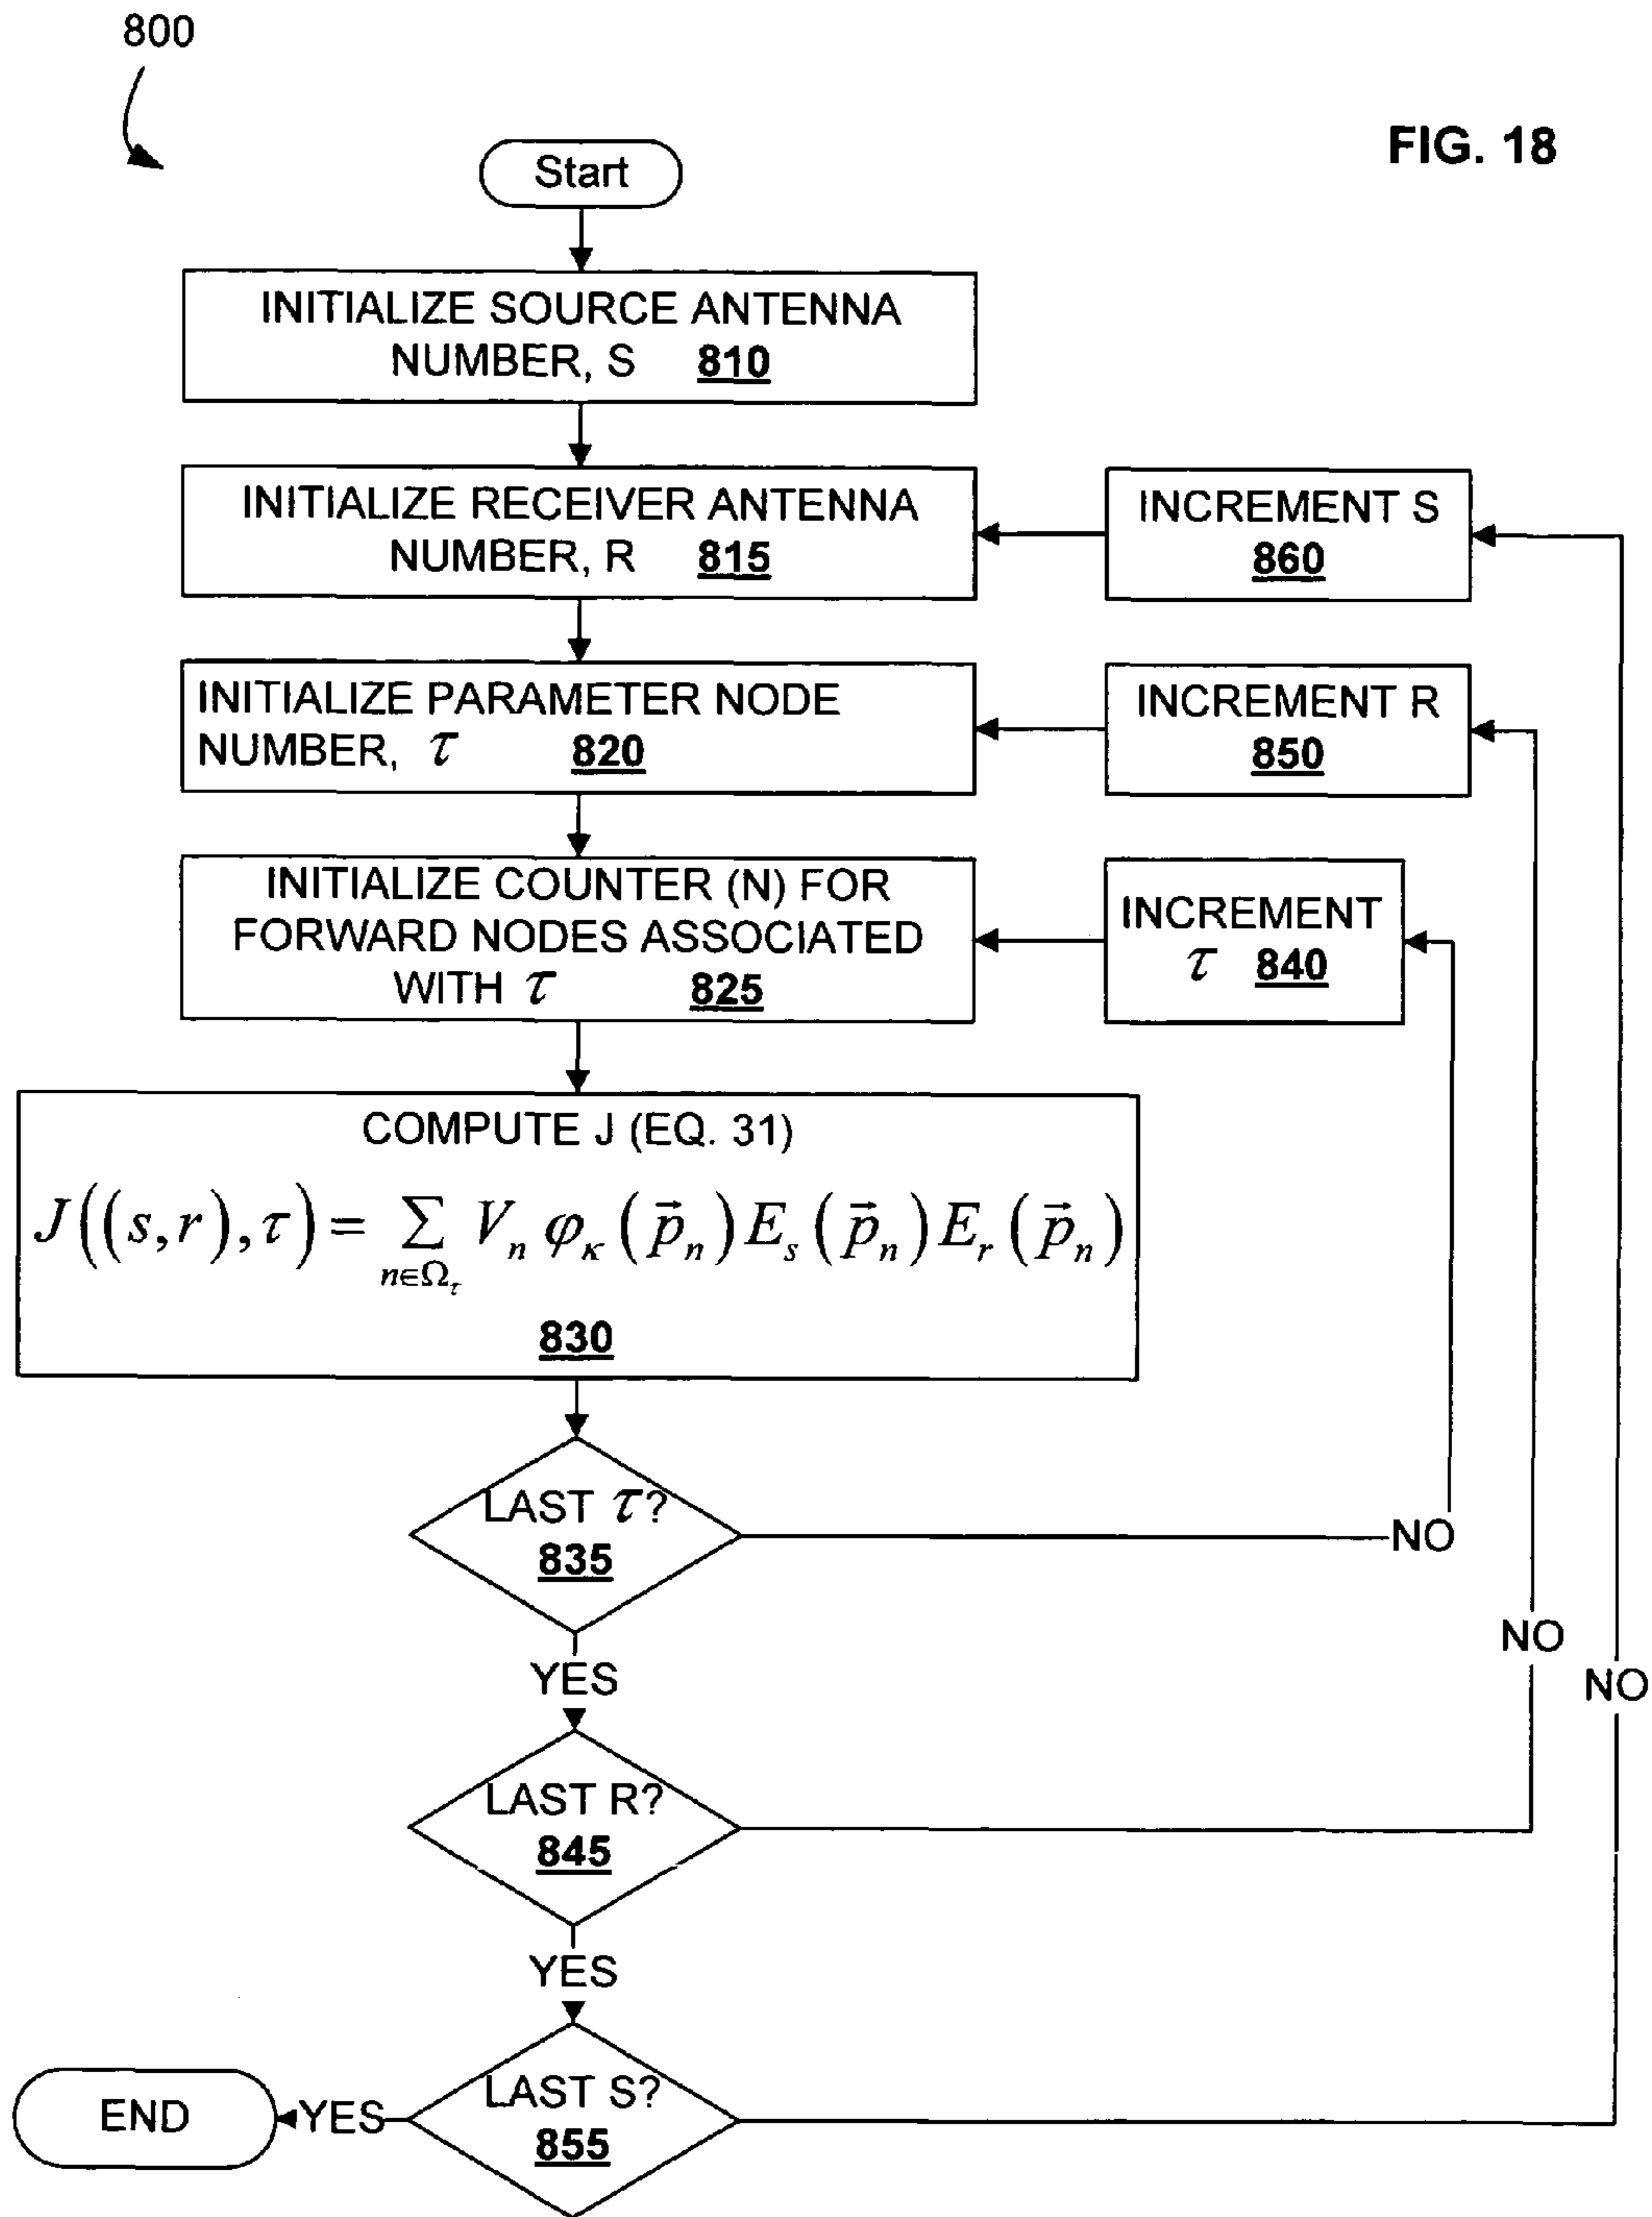 800
FIG. 18
Start
INITIALIZE SOURCE ANTENNA
NUMBER, S 810
INITIALIZE RECEIVER ANTENNA
NUMBER, R 815
INCREMENT S
860
INITIALIZE PARAMETER NODE
NUMBER, τ 820
INCREMENT R
850
INITIALIZE COUNTER (N) FOR
FORWARD NODES ASSOCIATED
WITH τ 825
INCREMENT
τ 840
COMPUTE J (EQ. 31)
J((s,r),τ) = ∑_{n∈Ω_τ} V_n φ_κ(p⃗_n) E_s(p⃗_n) E_r(p⃗_n)
830
LAST τ?
835
NO
YES
NO
NO
LAST R?
845
YES
LAST S?
855
YES
END